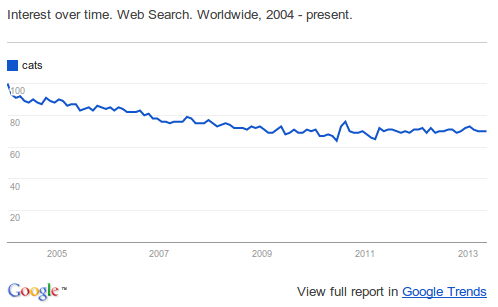 Interest over time. Web Search. Worldwide, 2004 - present.
cats
100
80
60
40
20
2005 2007 2009 2011 2013
Google™ View full report in Google Trends